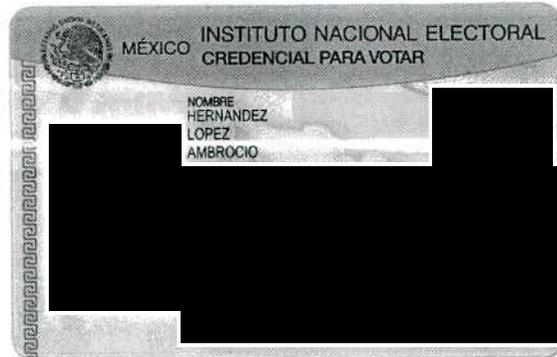 MÉXICO
INSTITUTO NACIONAL ELECTORAL
CREDENCIAL PARA VOTAR
NOMBRE
HERNANDEZ
LOPEZ
AMBROCIO